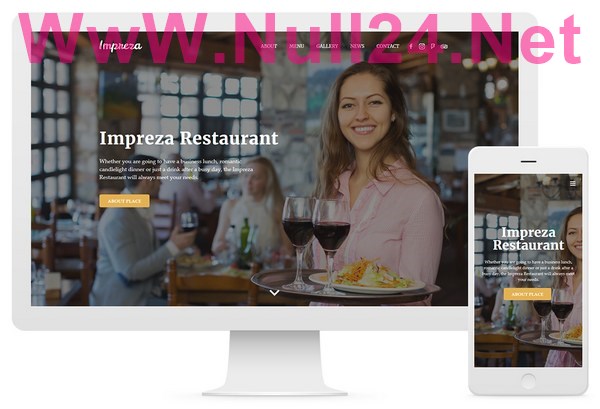 WwW.Null24.Net
Impreza
ABOUT MENU GALLERY NEWS CONTACT
Impreza Restaurant
Whether you are going to have a business lunch, romantic
candlelight dinner or just a drink after a busy day, the Impreza
Restaurant will always meet your needs.
ABOUT PLACE
Impreza
Restaurant
Whether you are going to have a business lunch,
romantic candlelight dinner or just a drink after a
busy day, the Impreza Restaurant will always meet
your needs.
ABOUT PLACE